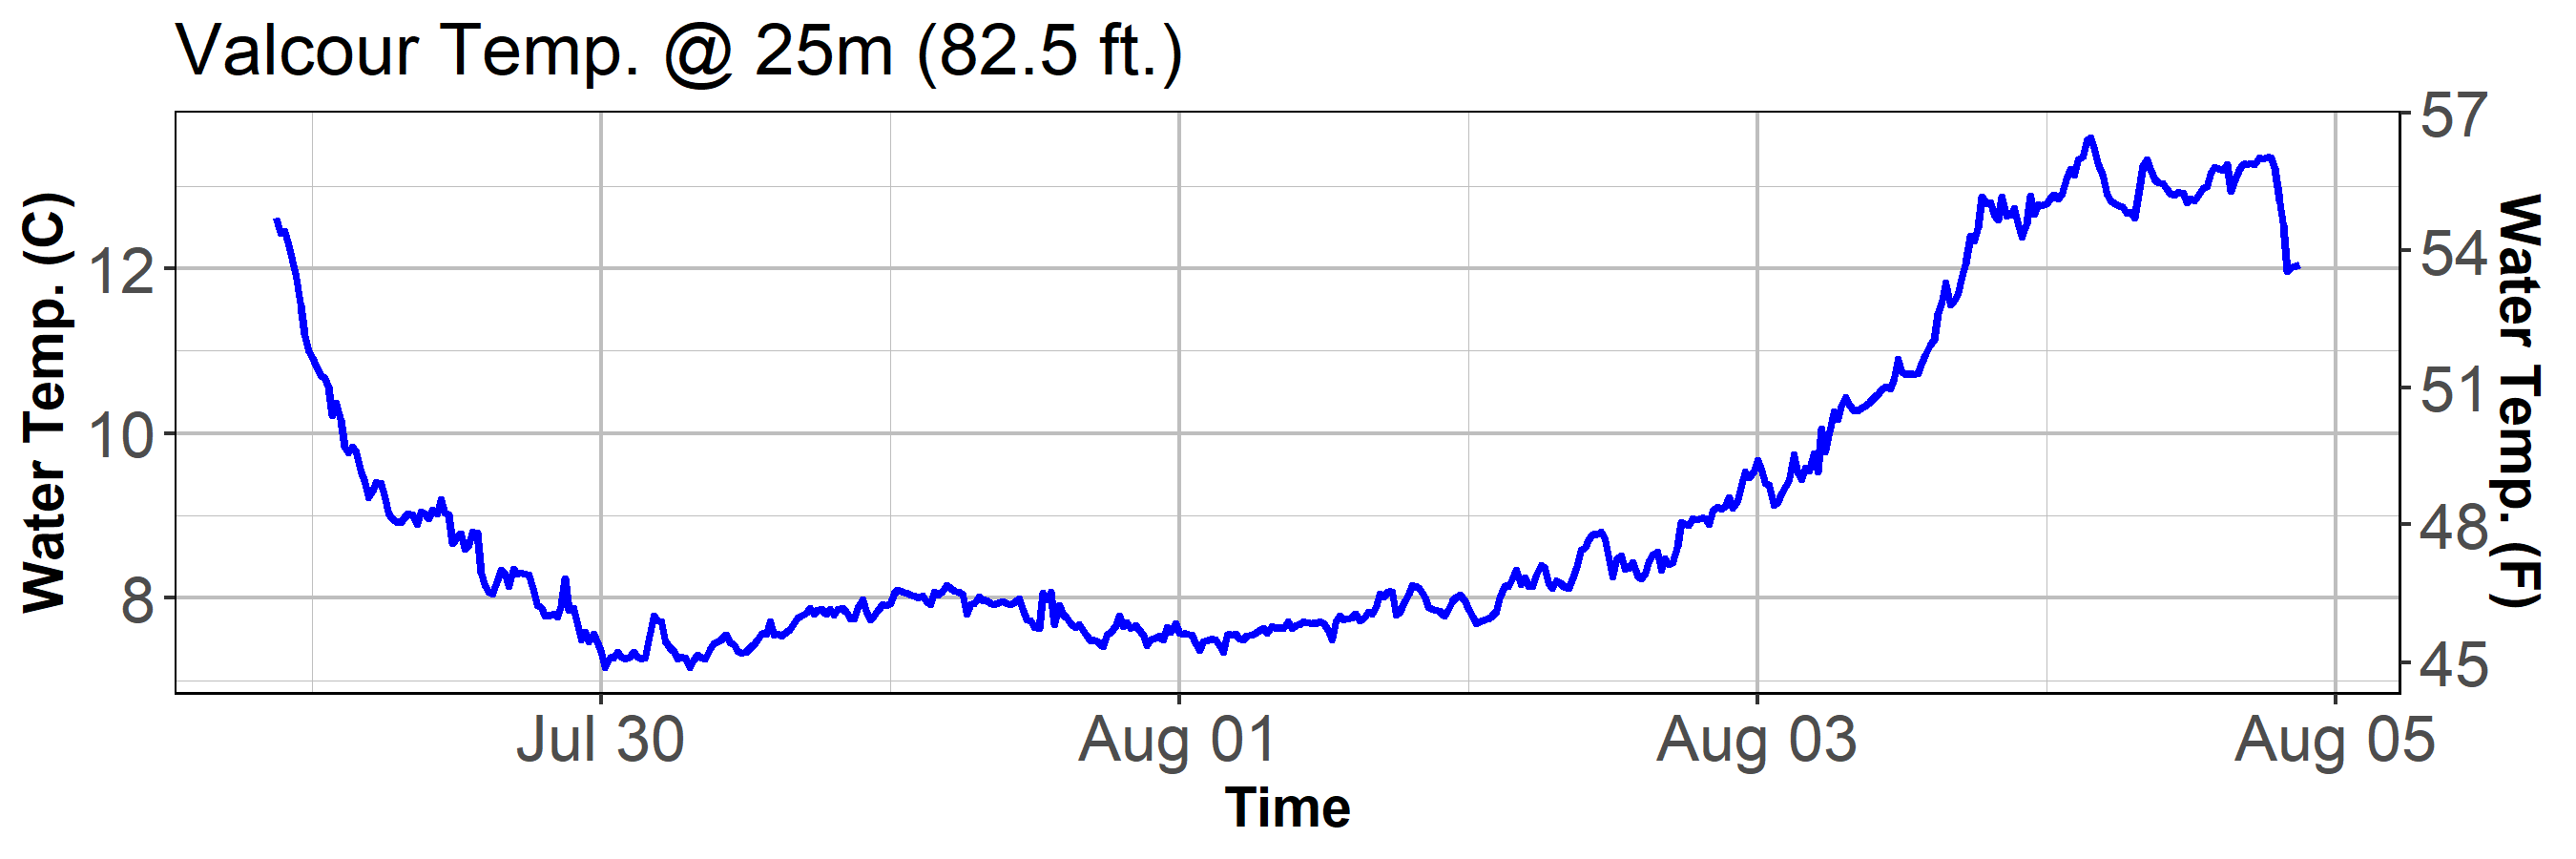 Valcour Temp. @ 25m (82.5 ft.)
Water Temp. (C)
12
10
8
57
54
51
48
45
Water Temp. (F)
Jul 30
Aug 01
Aug 03
Aug 05
Time